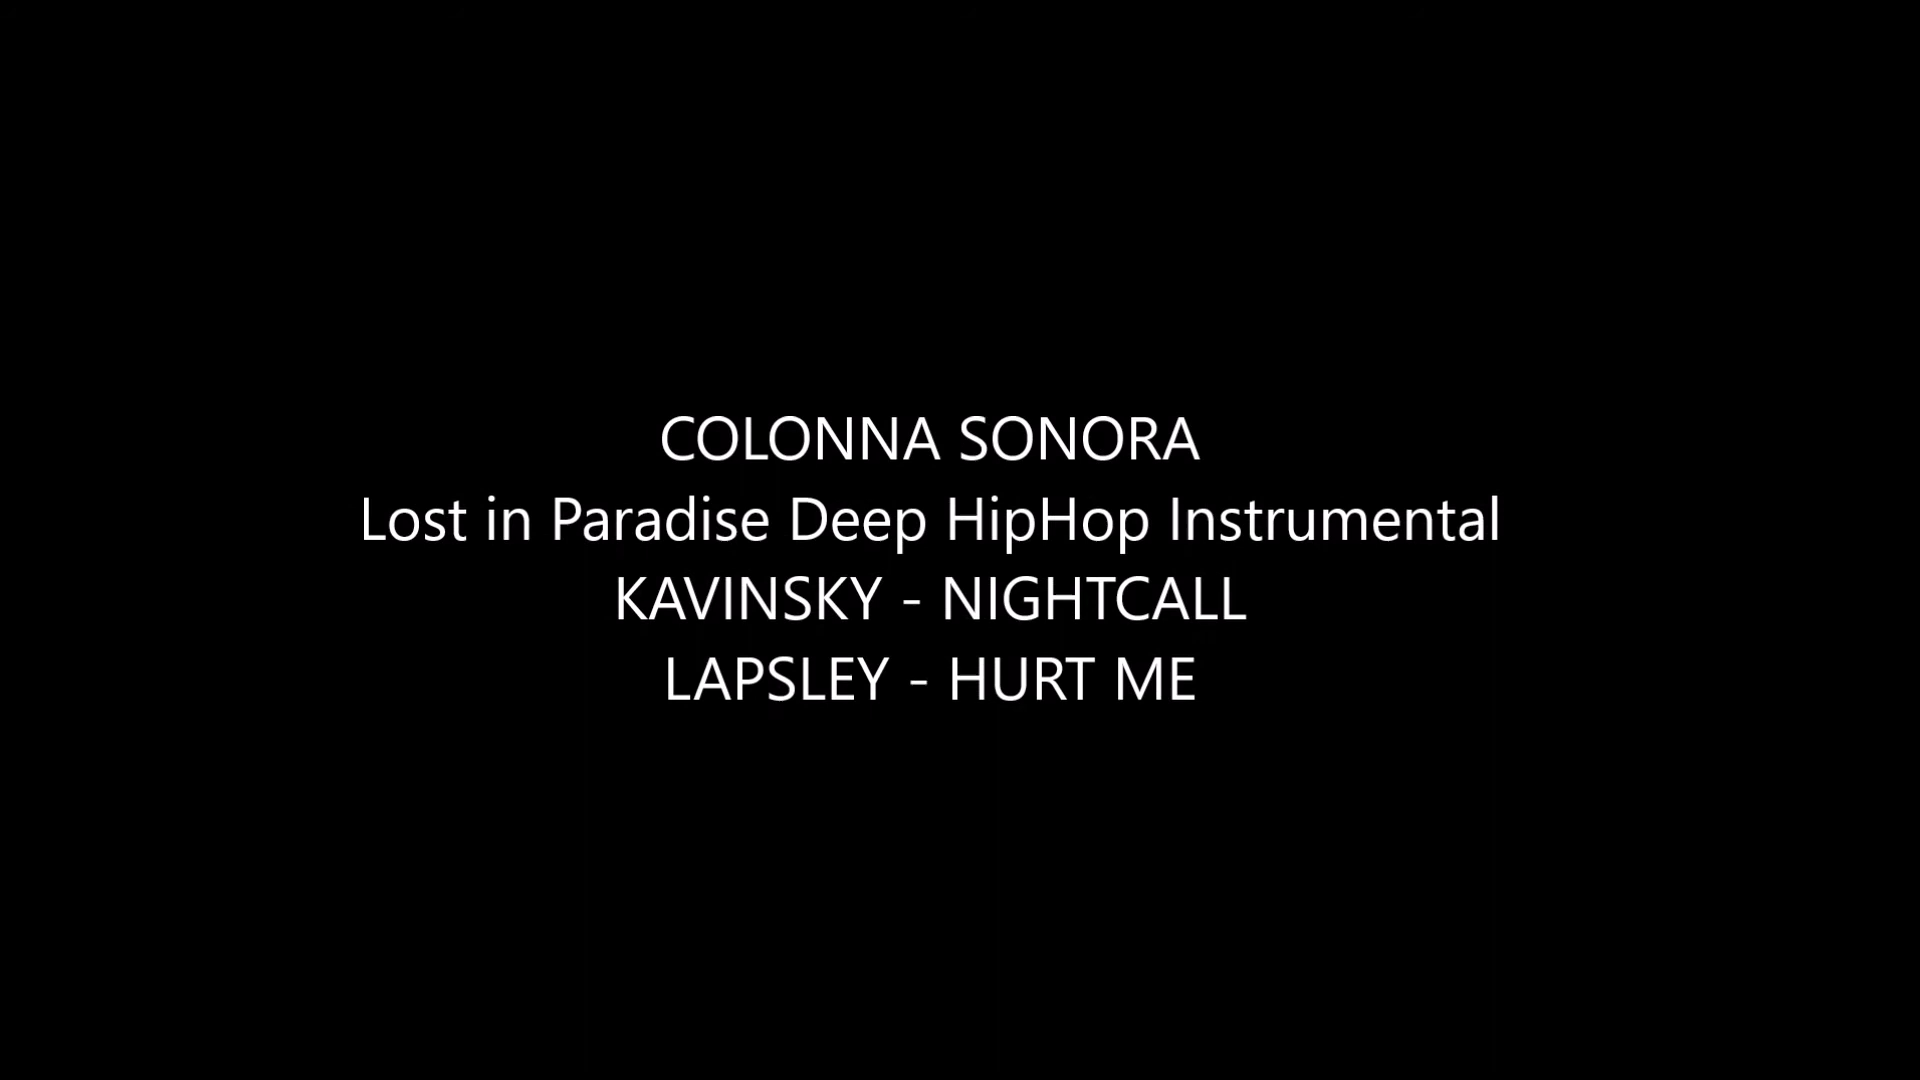 COLONNA SONORA
Lost in Paradise Deep HipHop Instrumental
KAVINSKY - NIGHTCALL
LAPSLEY - HURT ME